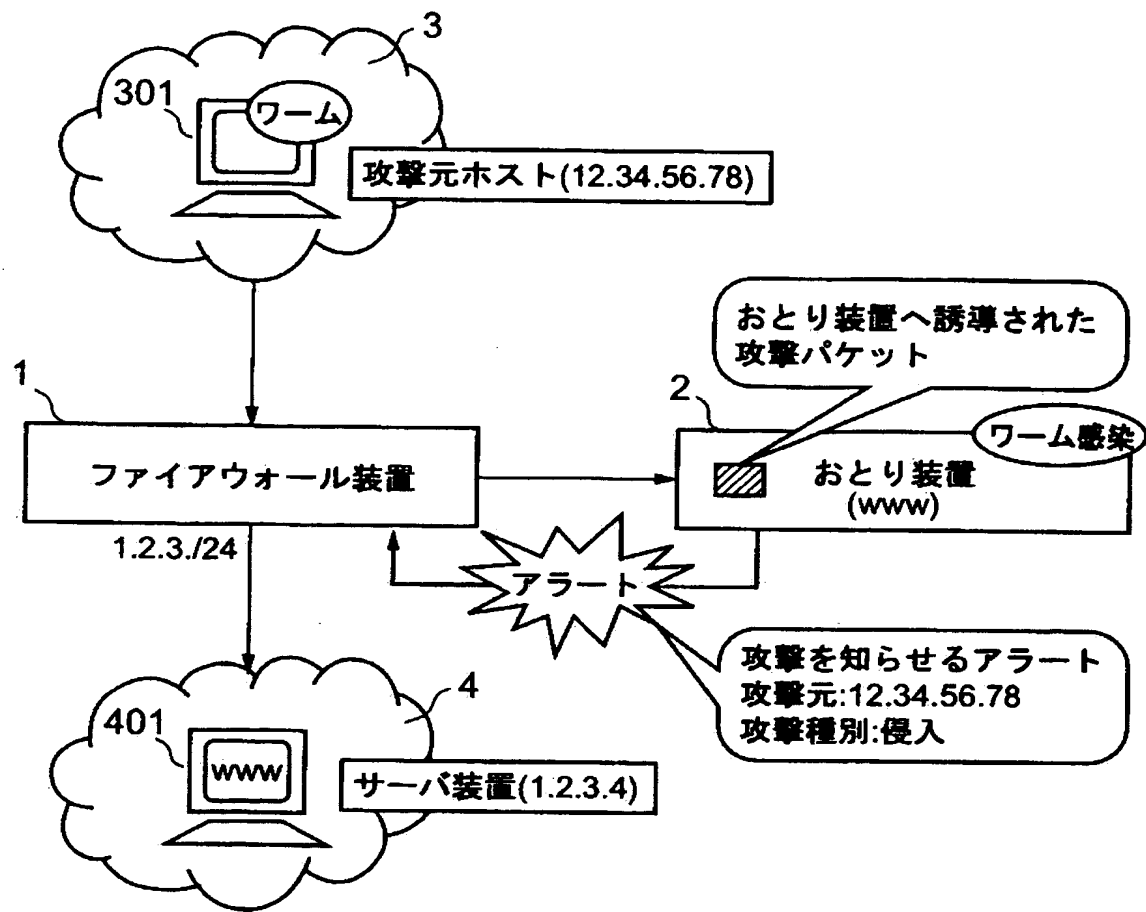 3
301
ワーム
攻撃元ホスト(12.34.56.78)
おとり装置へ誘導された
攻撃パケット
1
2
ワーム感染
ファイアウォール装置
おとり装置
(www)
1.2.3./24
アラート
攻撃を知らせるアラート
攻撃元:12.34.56.78
攻撃種別:侵入
4
401
www
サーバ装置(1.2.3.4)